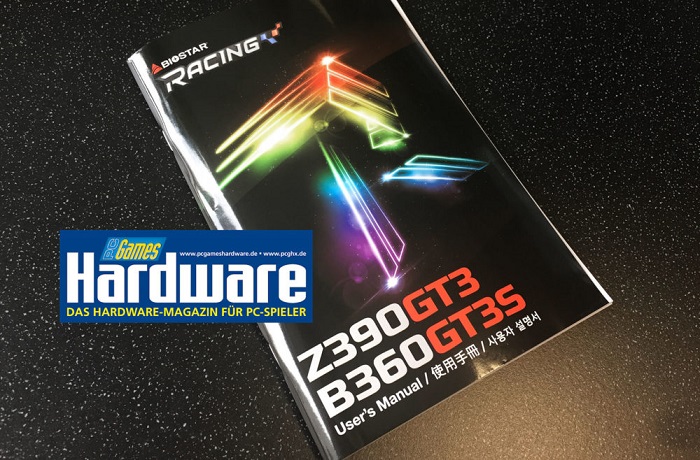 BIOSTAR
RACING
PC Games
www.pcgameshardware.de • www.pcghx.de
Hardware
DAS HARDWARE-MAGAZIN FÜR PC-SPIELER
Z390GT3
B360GT3S
User's Manual / 使用手冊 / 사용자 설명서